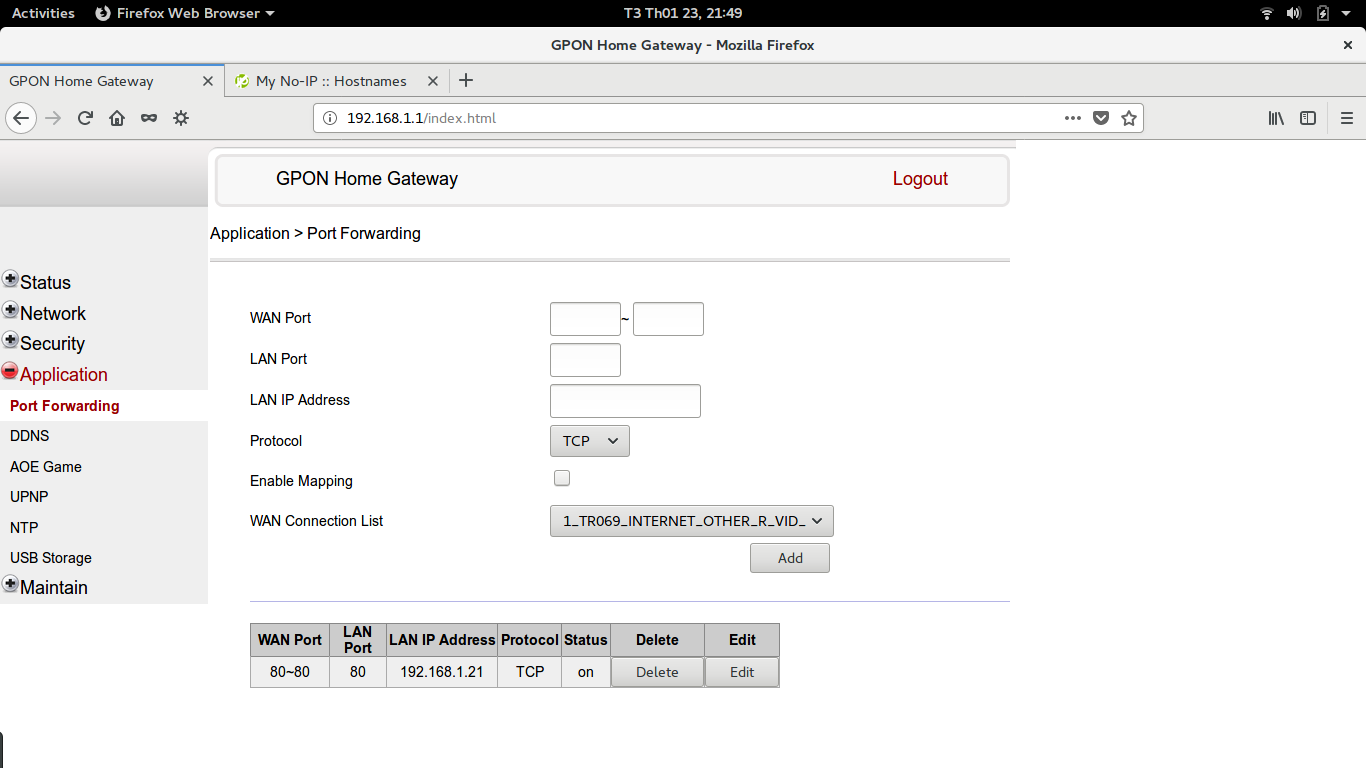 Activities Firefox Web Browser T3 Th01 23, 21:49
GPON Home Gateway - Mozilla Firefox
GPON Home Gateway My No-IP :: Hostnames
192.168.1.1/index.html
GPON Home Gateway Logout
Application > Port Forwarding
Status
Network
Security
Application
Port Forwarding
DDNS
AOE Game
UPNP
NTP
USB Storage
Maintain
WAN Port ~
LAN Port
LAN IP Address
Protocol TCP
Enable Mapping
WAN Connection List 1_TR069_INTERNET_OTHER_R_VID_
Add
WAN Port LAN Port LAN IP Address Protocol Status Delete Edit
80~80 80 192.168.1.21 TCP on Delete Edit